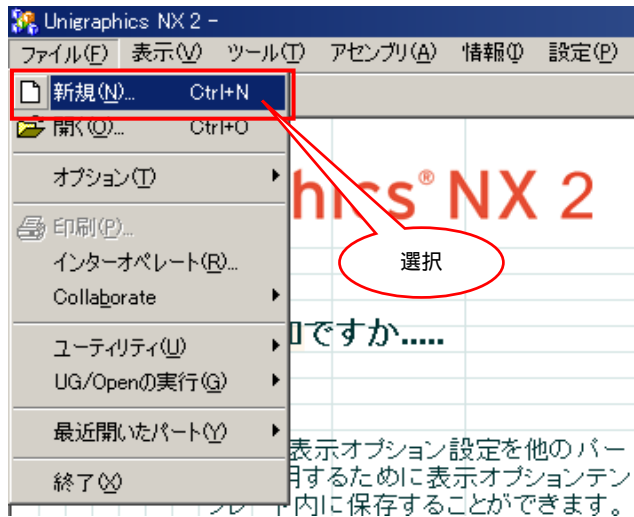 Unigraphics NX 2 -
ファイル(F) 表示(V) ツール(T) アセンブリ(A) 情報(I) 設定(P)
新規(N)... Ctrl+N
開く(O)... Ctrl+O
オプション(T)
hics® NX 2
印刷(P)...
インターオペレート(R)...
選択
Collaborate
ですか.....
ユーティリティ(U)
UG/Openの実行(G)
最近開いたパート(Y)
表示オプション設定を他のパー
終了(X)
用するために表示オプションテン
プレート内に保存することができます。